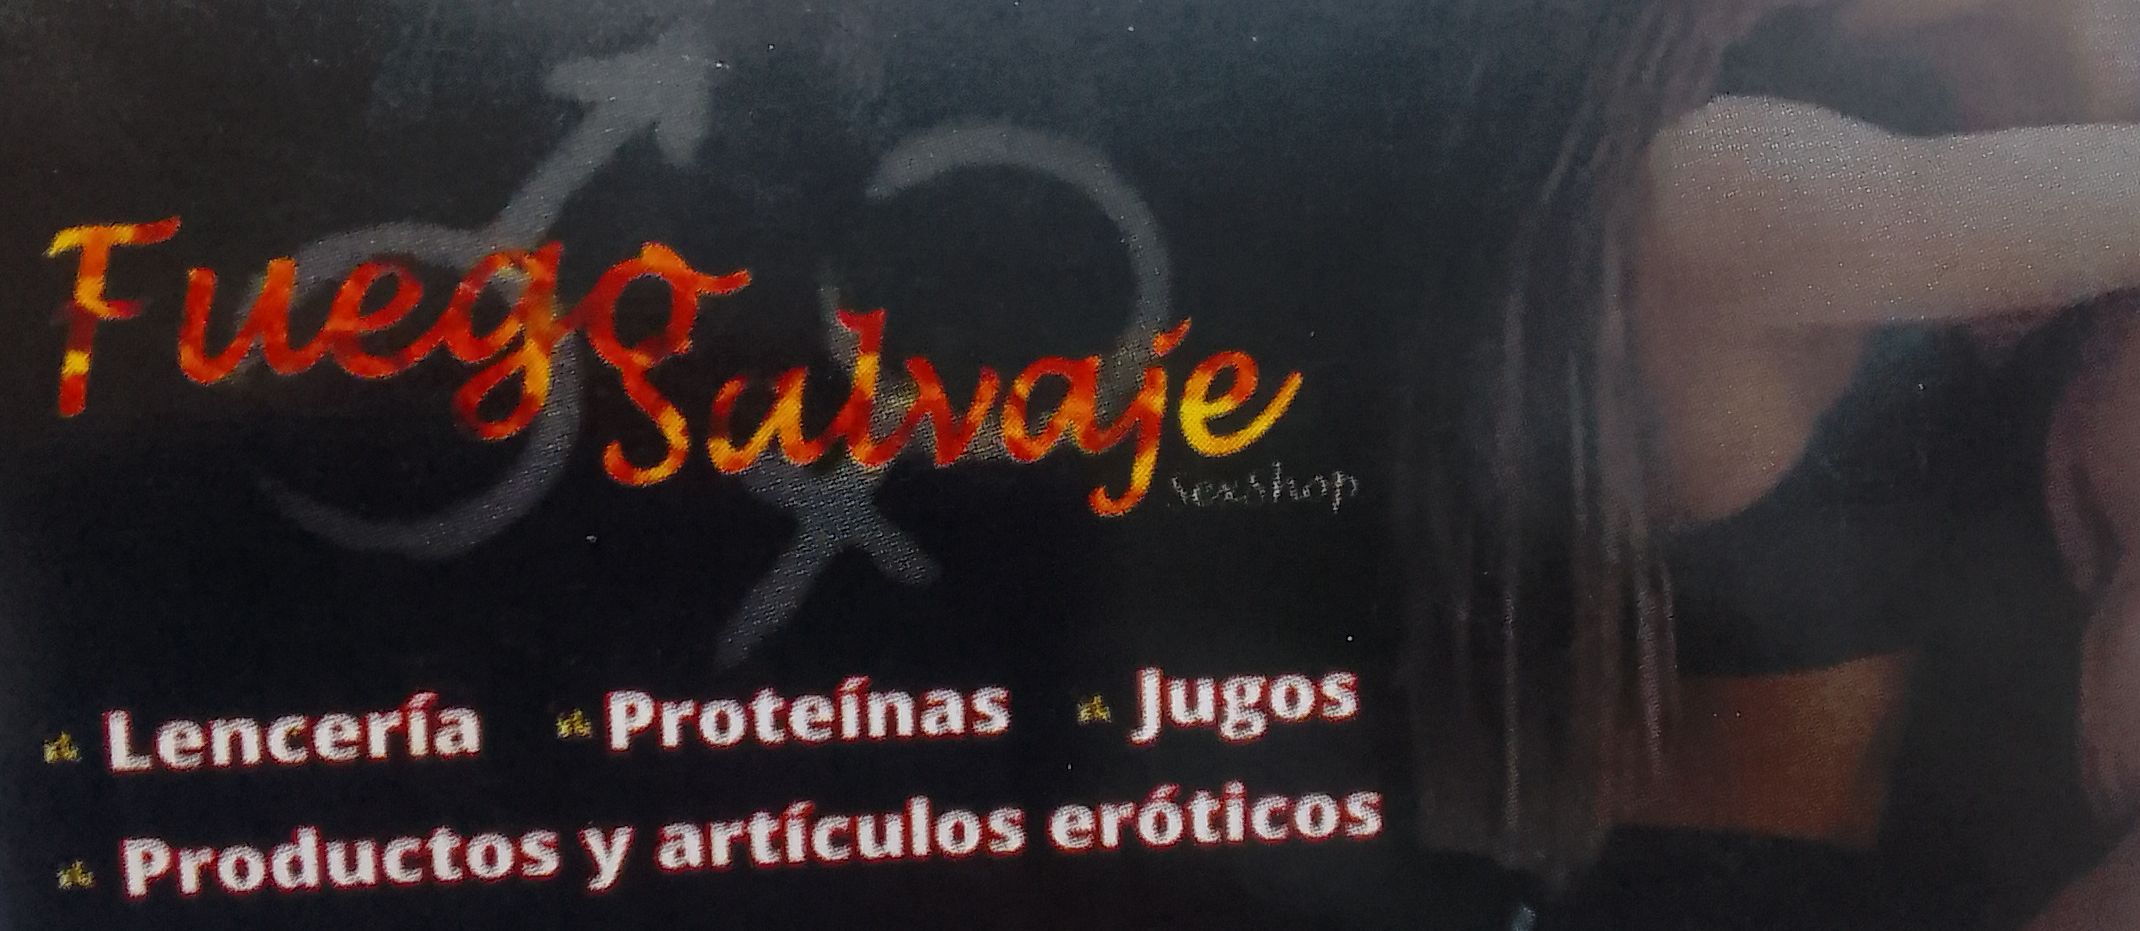 Fuego
Salvaje
sexshop
Lencería Proteínas Jugos
Productos y artículos eróticos